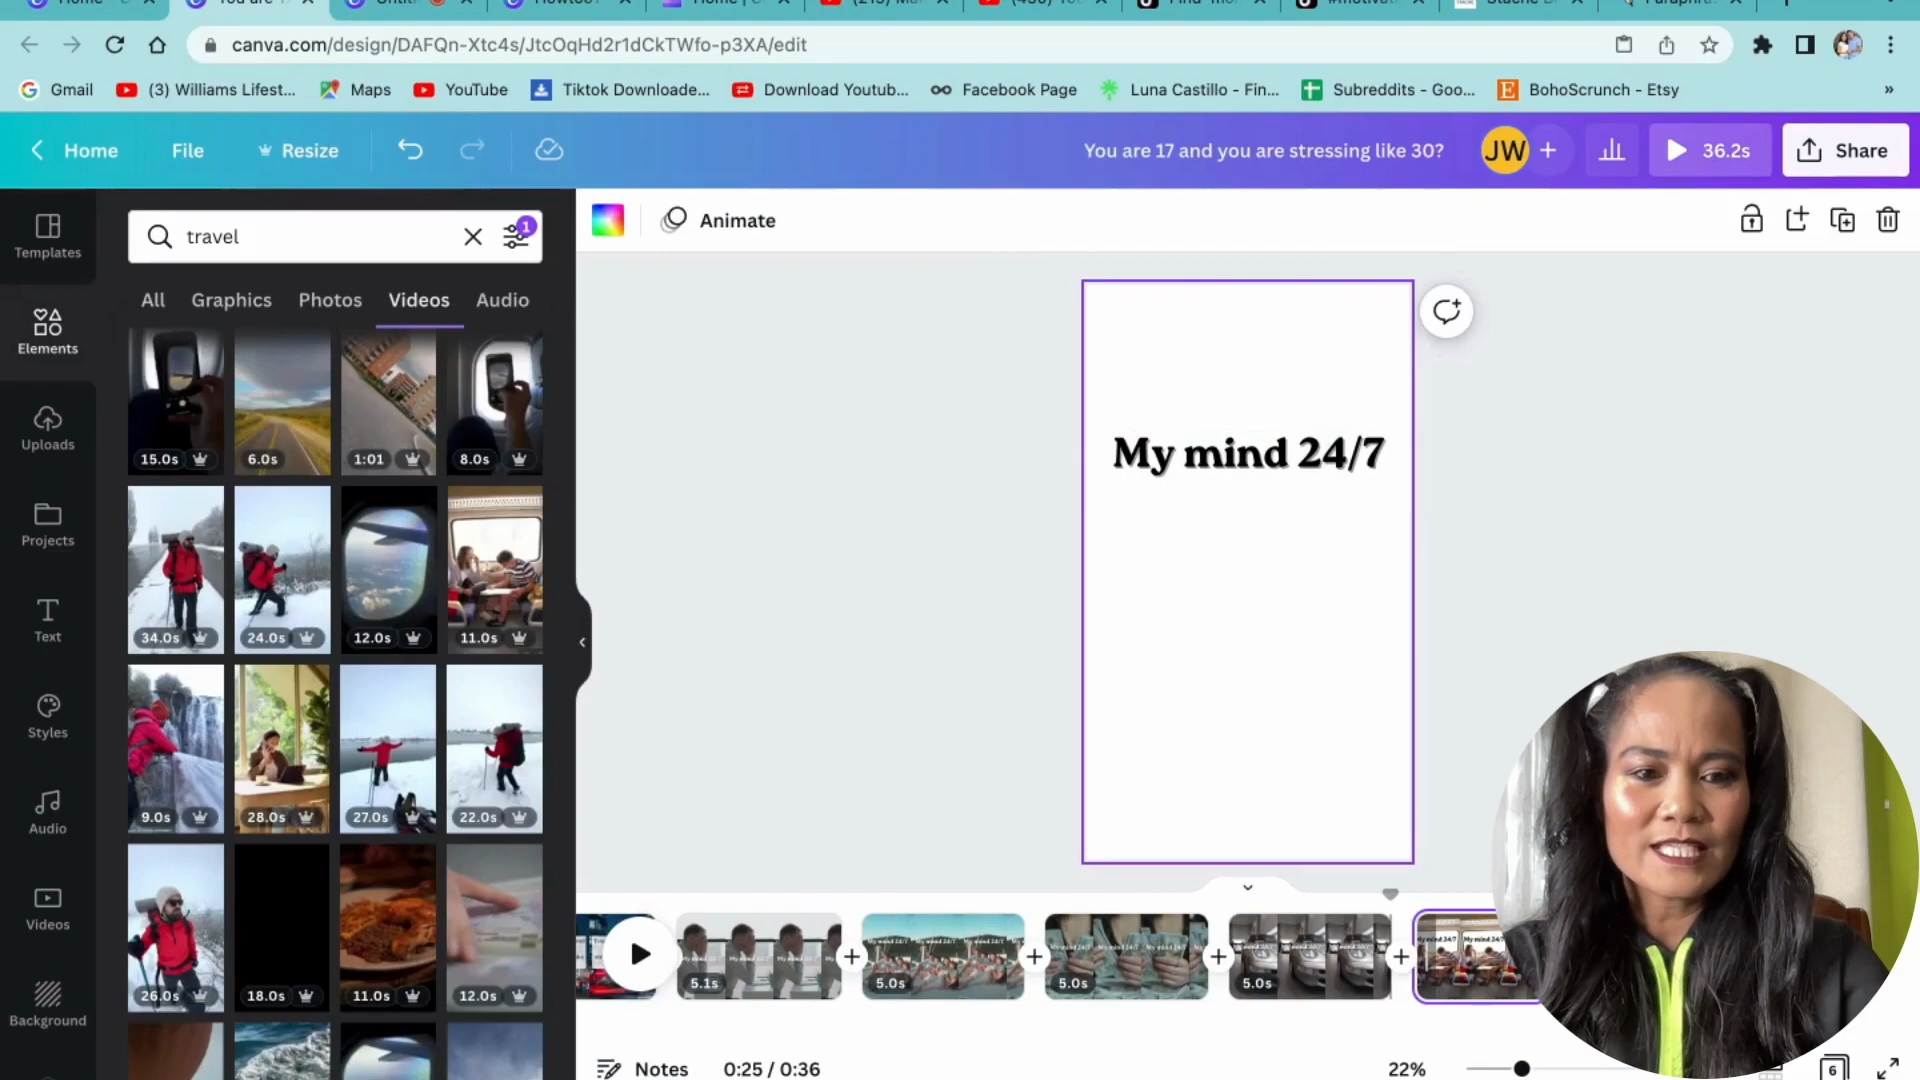 canva.com/design/DAFQn-Xtc4s/JtcOqHd2r1dCkTWfo-p3XA/edit
Gmail
(3) Williams Lifest...
Maps
YouTube
Tiktok Downloade...
Download Youtub...
Facebook Page
Luna Castillo - Fin...
Subreddits - Goo...
BohoScrunch - Etsy
»
Home
File
Resize
You are 17 and you are stressing like 30?
JW
+
36.2s
Share
Templates
Elements
Uploads
Projects
Text
Styles
Audio
Videos
Background
travel
1
All
Graphics
Photos
Videos
Audio
Animate
15.0s
6.0s
1:01
8.0s
34.0s
24.0s
12.0s
11.0s
9.0s
28.0s
27.0s
22.0s
26.0s
18.0s
11.0s
12.0s
My mind 24/7
5.1s
5.0s
5.0s
5.0s
Notes
0:25 / 0:36
22%
6